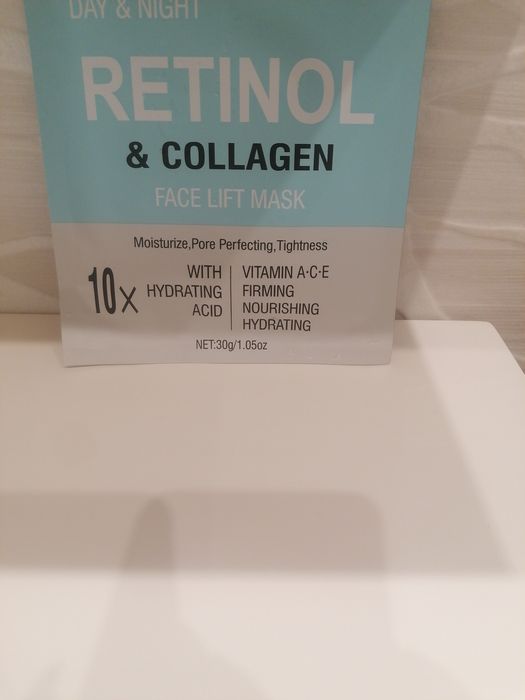 DAY & NIGHT
RETINOL
& COLLAGEN
FACE LIFT MASK
Moisturize,Pore Perfecting,Tightness
10x
WITH
HYDRATING
ACID
VITAMIN A·C·E
FIRMING
NOURISHING
HYDRATING
NET:30g/1.05oz